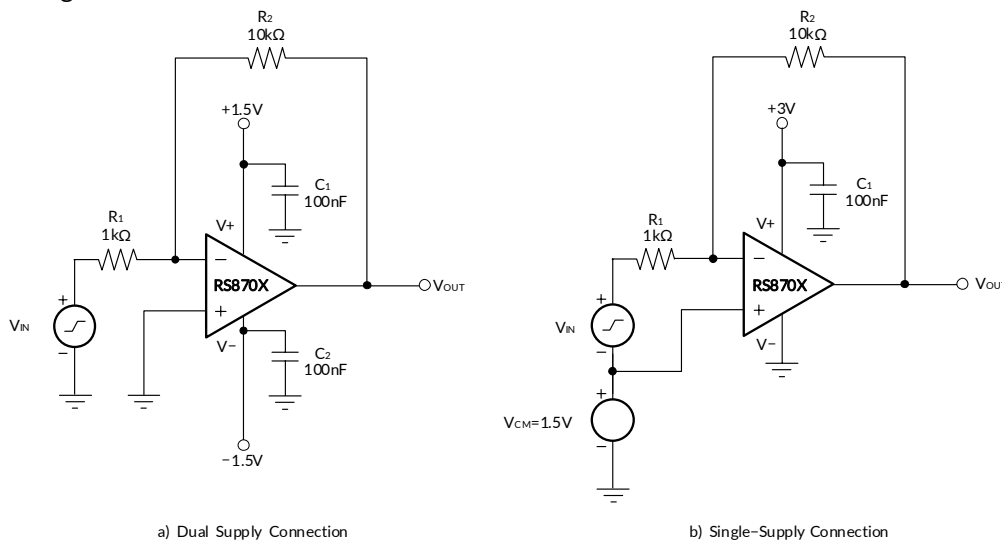 R2
10kΩ
+1.5V
C1
100nF
R1
1kΩ
V+
−
RS870X
+
VOUT
+
VIN
−
V−
C2
100nF
−1.5V
a) Dual Supply Connection
R2
10kΩ
+3V
C1
100nF
R1
1kΩ
V+
−
RS870X
+
VOUT
+
VIN
−
V−
+
VCM=1.5V
−
b) Single−Supply Connection